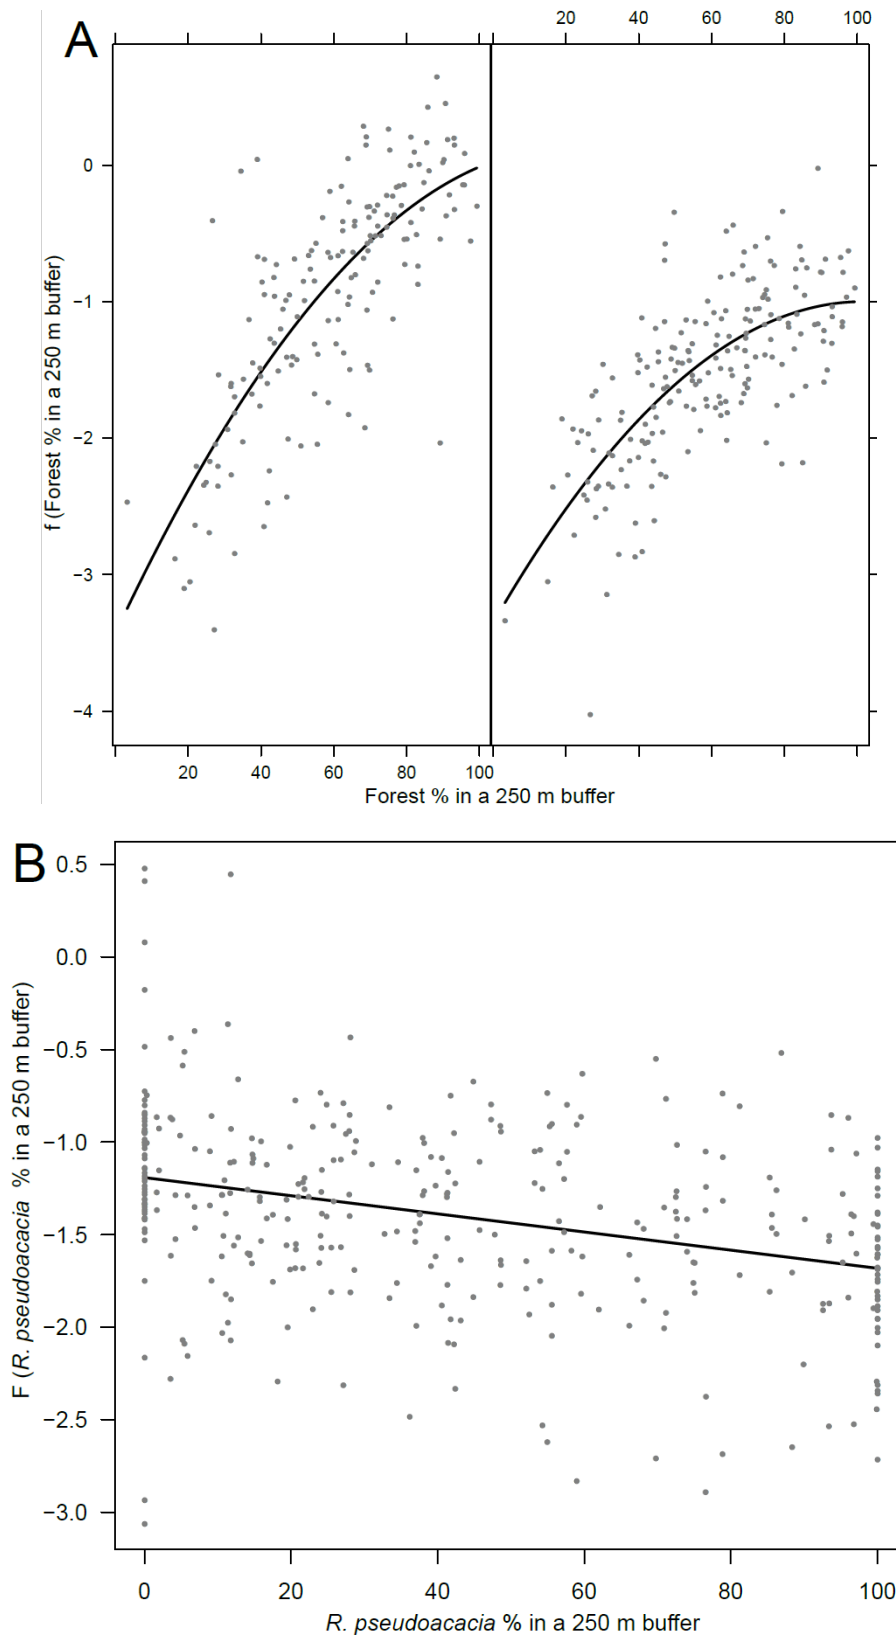 A
20 40 60 80 100
0
−1
−2
−3
−4
f (Forest % in a 250 m buffer)
20 40 60 80 100
Forest % in a 250 m buffer
B
0.5
0.0
−0.5
−1.0
−1.5
−2.0
−2.5
−3.0
F (R. pseudoacacia % in a 250 m buffer)
0 20 40 60 80 100
R. pseudoacacia % in a 250 m buffer